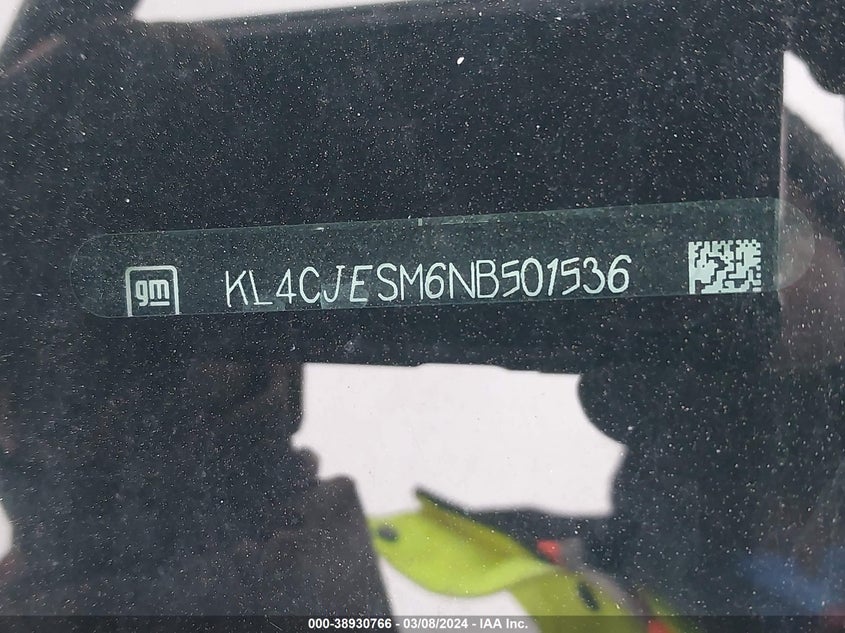 gm KL4CJESM6NB501536
000-38930766 - 03/08/2024 - IAA Inc.